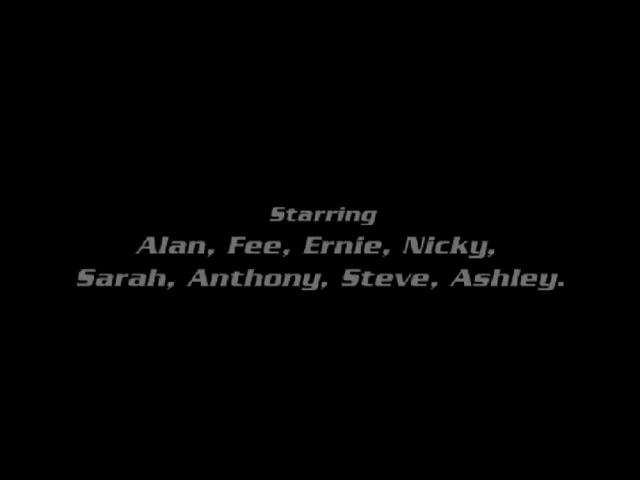 Starring
Alan, Fee, Ernie, Nicky,
Sarah, Anthony, Steve, Ashley.